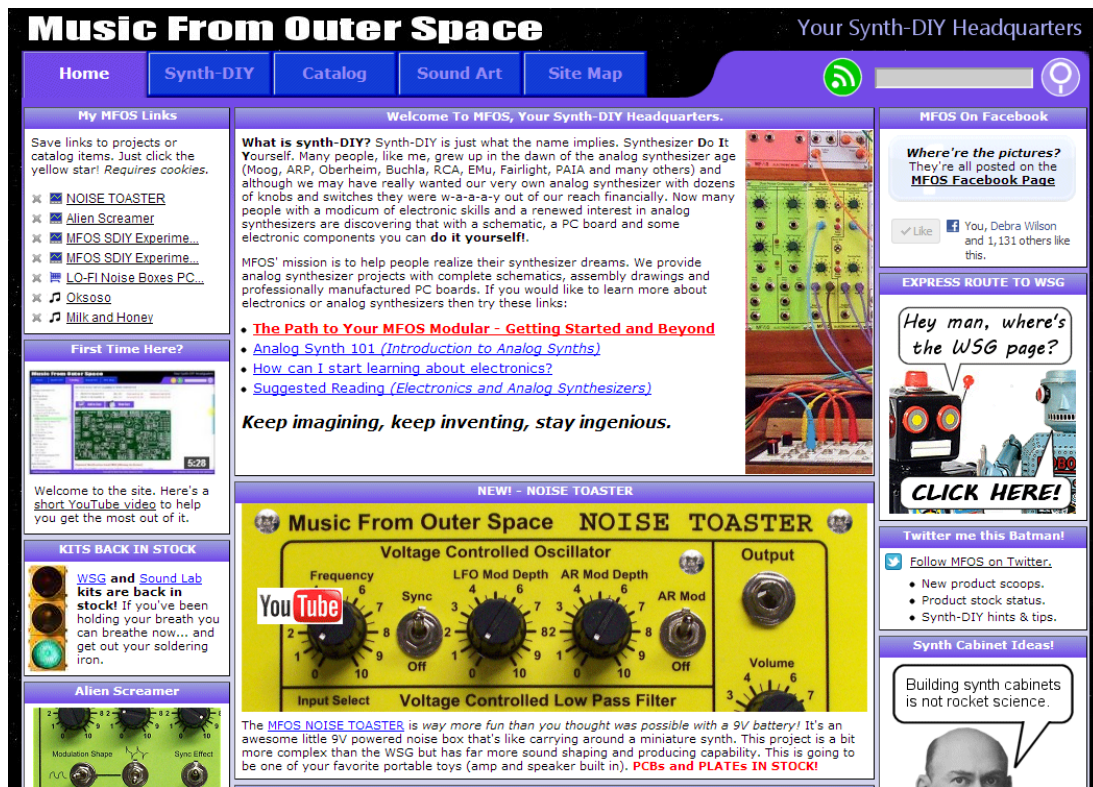 Music From Outer Space
Your Synth-DIY Headquarters
Home
Synth-DIY
Catalog
Sound Art
Site Map
My MFOS Links
Save links to projects or
catalog items. Just click the
yellow star! Requires cookies.
NOISE TOASTER
Alien Screamer
MFOS SDIY Experime...
MFOS SDIY Experime...
LO-FI Noise Boxes PC...
Oksoso
Milk and Honey
First Time Here?
Music From Outer Space
5:28
Welcome to the site. Here's a
short YouTube video to help
you get the most out of it.
KITS BACK IN STOCK
WSG and Sound Lab
kits are back in
stock! If you've been
holding your breath you
can breathe now... and
get out your soldering
iron.
Alien Screamer
Modulation Shape
Sync Effect
Welcome To MFOS, Your Synth-DIY Headquarters.
What is synth-DIY? Synth-DIY is just what the name implies. Synthesizer Do It
Yourself. Many people, like me, grew up in the dawn of the analog synthesizer age
(Moog, ARP, Oberheim, Buchla, RCA, EMu, Fairlight, PAIA and many others) and
although we may have really wanted our very own analog synthesizer with dozens
of knobs and switches they were w-a-a-a-y out of our reach financially. Now many
people with a modicum of electronic skills and a renewed interest in analog
synthesizers are discovering that with a schematic, a PC board and some
electronic components you can do it yourself!.
MFOS' mission is to help people realize their synthesizer dreams. We provide
analog synthesizer projects with complete schematics, assembly drawings and
professionally manufactured PC boards. If you would like to learn more about
electronics or analog synthesizers then try these links:
• The Path to Your MFOS Modular - Getting Started and Beyond
• Analog Synth 101 (Introduction to Analog Synths)
• How can I start learning about electronics?
• Suggested Reading (Electronics and Analog Synthesizers)
Keep imagining, keep inventing, stay ingenious.
NEW! - NOISE TOASTER
Music From Outer Space NOISE TOASTER
Voltage Controlled Oscillator
Output
Frequency
LFO Mod Depth
AR Mod Depth
Sync
AR Mod
YouTube
Off
Off
Volume
Input Select
Voltage Controlled Low Pass Filter
The MFOS NOISE TOASTER is way more fun than you thought was possible with a 9V battery! It's an
awesome little 9V powered noise box that's like carrying around a miniature synth. This project is a bit
more complex than the WSG but has far more sound shaping and producing capability. This is going to
be one of your favorite portable toys (amp and speaker built in). PCBs and PLATEs IN STOCK!
MFOS On Facebook
Where're the pictures?
They're all posted on the
MFOS Facebook Page
Like
You, Debra Wilson
and 1,131 others like
this.
EXPRESS ROUTE TO WSG
Hey man, where's
the WSG page?
CLICK HERE!
Twitter me this Batman!
Follow MFOS on Twitter.
• New product scoops.
• Product stock status.
• Synth-DIY hints & tips.
Synth Cabinet Ideas!
Building synth cabinets
is not rocket science.